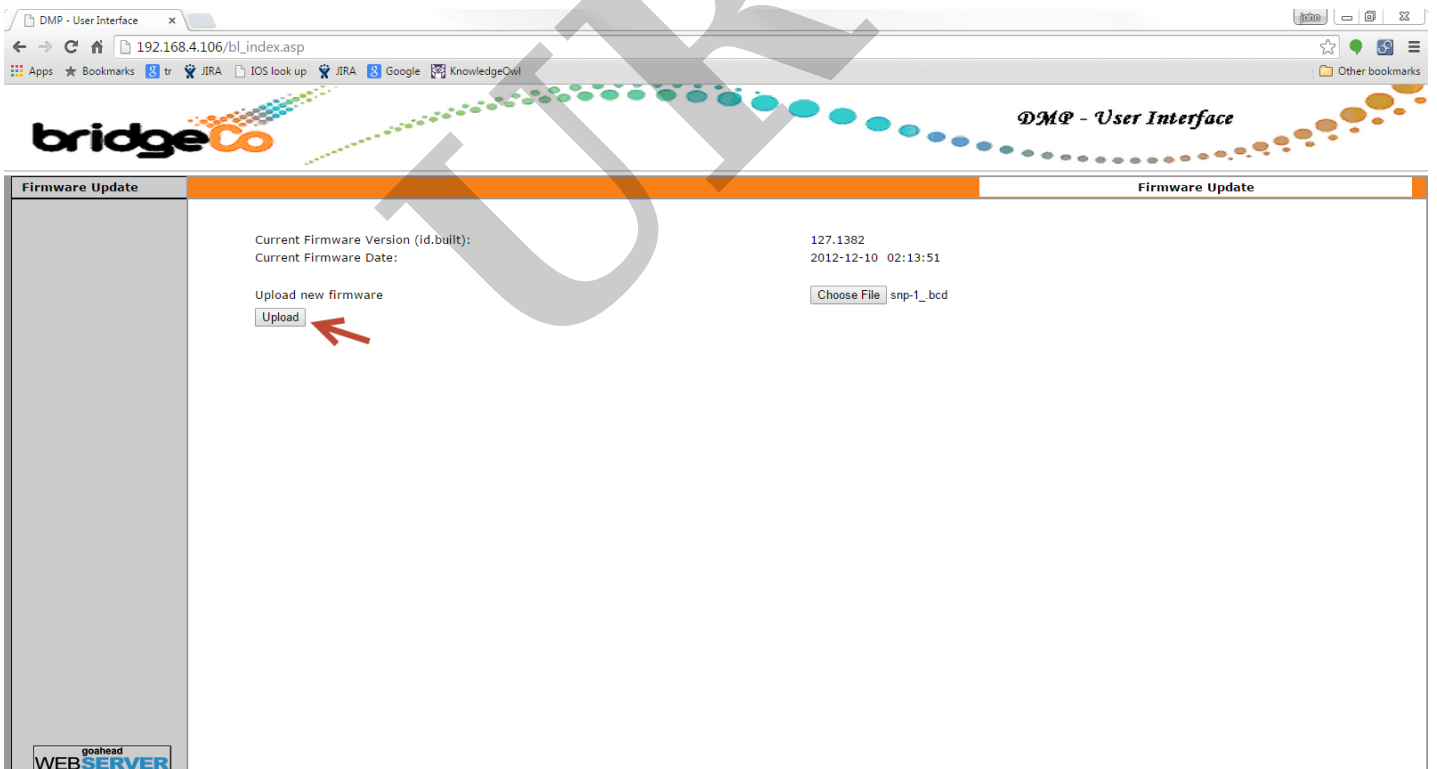 DMP - User Interface
john
192.168.4.106/bl_index.asp
Apps Bookmarks tr JIRA IOS look up JIRA Google KnowledgeOwl Other bookmarks
bridgeCo
DMP - User Interface
Firmware Update Firmware Update
Current Firmware Version (id.built): 127.1382
Current Firmware Date: 2012-12-10 02:13:51
Upload new firmware Choose File snp-1_.bcd
Upload
goahead
WEBSERVER